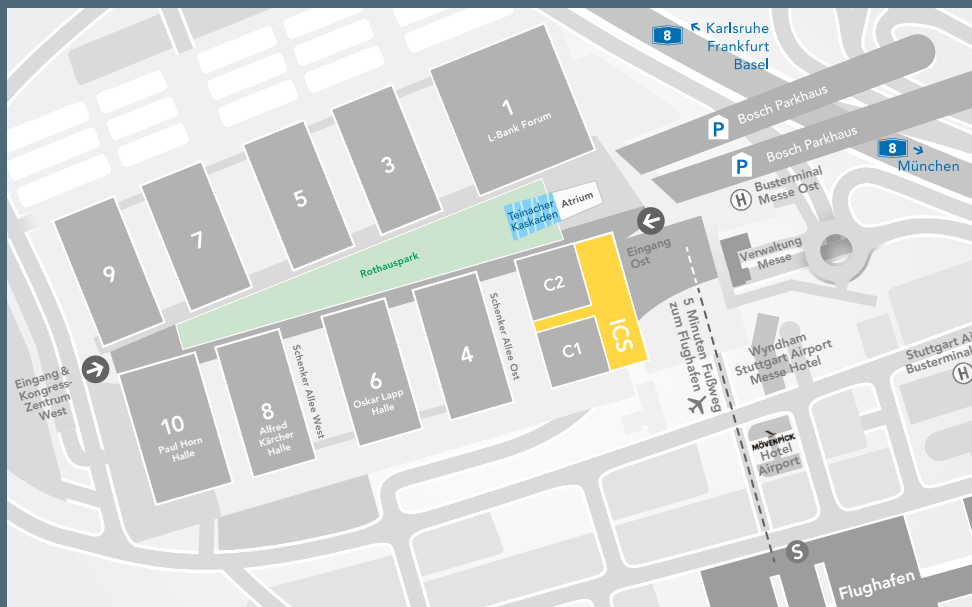 8
Karlsruhe
Frankfurt
Basel
1
L-Bank Forum
Bosch Parkhaus
P
Bosch Parkhaus
P
8
München
3
5
7
9
H
Busterminal
Messe Ost
Teinacher
Kaskaden
Atrium
Eingang
Ost
Verwaltung
Messe
Rothauspark
C2
ICS
C1
5 Minuten Fußweg
zum Flughafen
Schenker Allee Ost
4
Wyndham
Stuttgart Airport
Messe Hotel
Stuttgart Ai
Busterminal
H
Eingang &
Kongress-
Zentrum
West
10
Paul Horn
Halle
8
Alfred
Kärcher
Halle
Schenker Allee West
6
Oskar Lapp
Halle
MÖVENPICK
Hotel
Airport
S
Flughafen